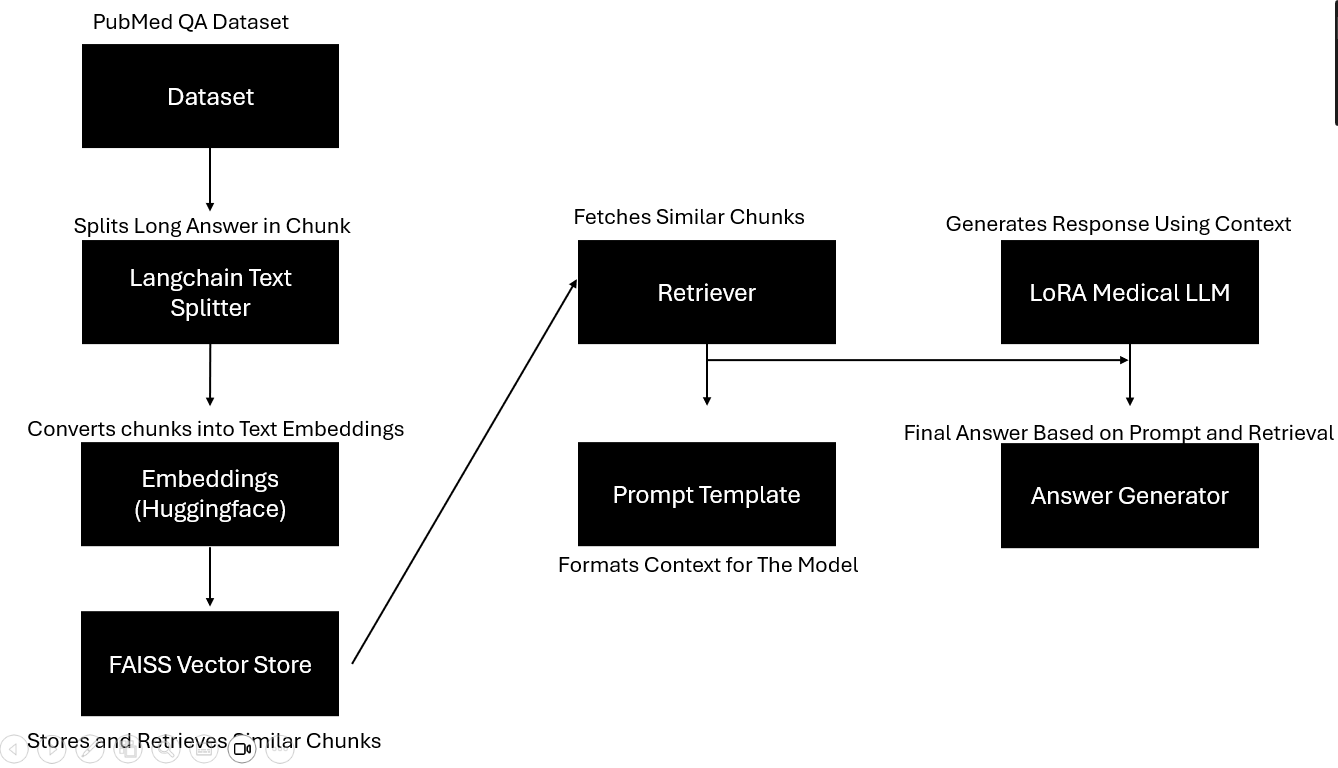 PubMed QA Dataset
Dataset
Splits Long Answer in Chunk
Langchain Text
Splitter
Converts chunks into Text Embeddings
Embeddings
(Huggingface)
FAISS Vector Store
Stores and Retrieves Similar Chunks
Fetches Similar Chunks
Retriever
Prompt Template
Formats Context for The Model
Generates Response Using Context
LoRA Medical LLM
Final Answer Based on Prompt and Retrieval
Answer Generator